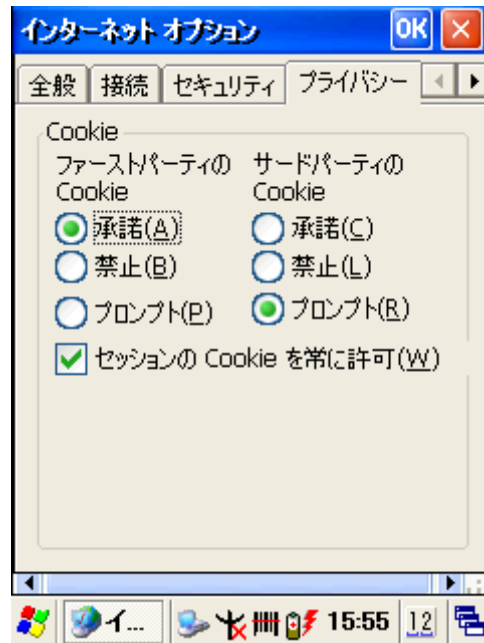 インターネット オプション OK
全般 接続 セキュリティ プライバシー
Cookie
ファーストパーティの サードパーティの
Cookie Cookie
承諾(A) 承諾(C)
禁止(B) 禁止(L)
プロンプト(P) プロンプト(R)
セッションの Cookie を常に許可(W)
イ... 15:55 12